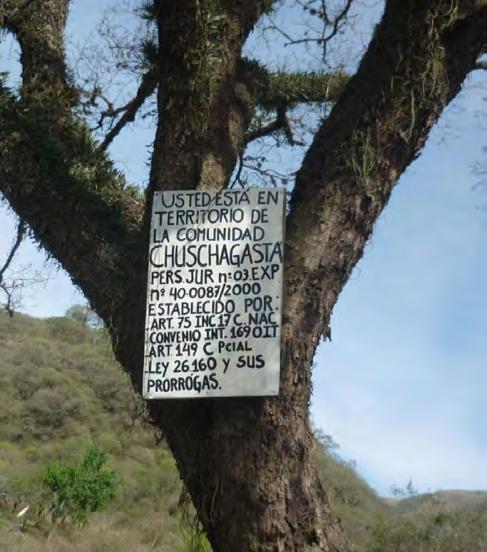 USTED ESTA EN
TERRITORIO DE
LA COMUNIDAD
CHUSCHAGASTA
PERS. JUR nº 03.EXP
nº 40-0087/2000
ESTABLECIDO POR:
ART. 75 INC 17 C. NAC
CONVENIO INT. 169 OIT
ART. 149 C PCIAL
LEY 26.160 y SUS
PRORRÓGAS.